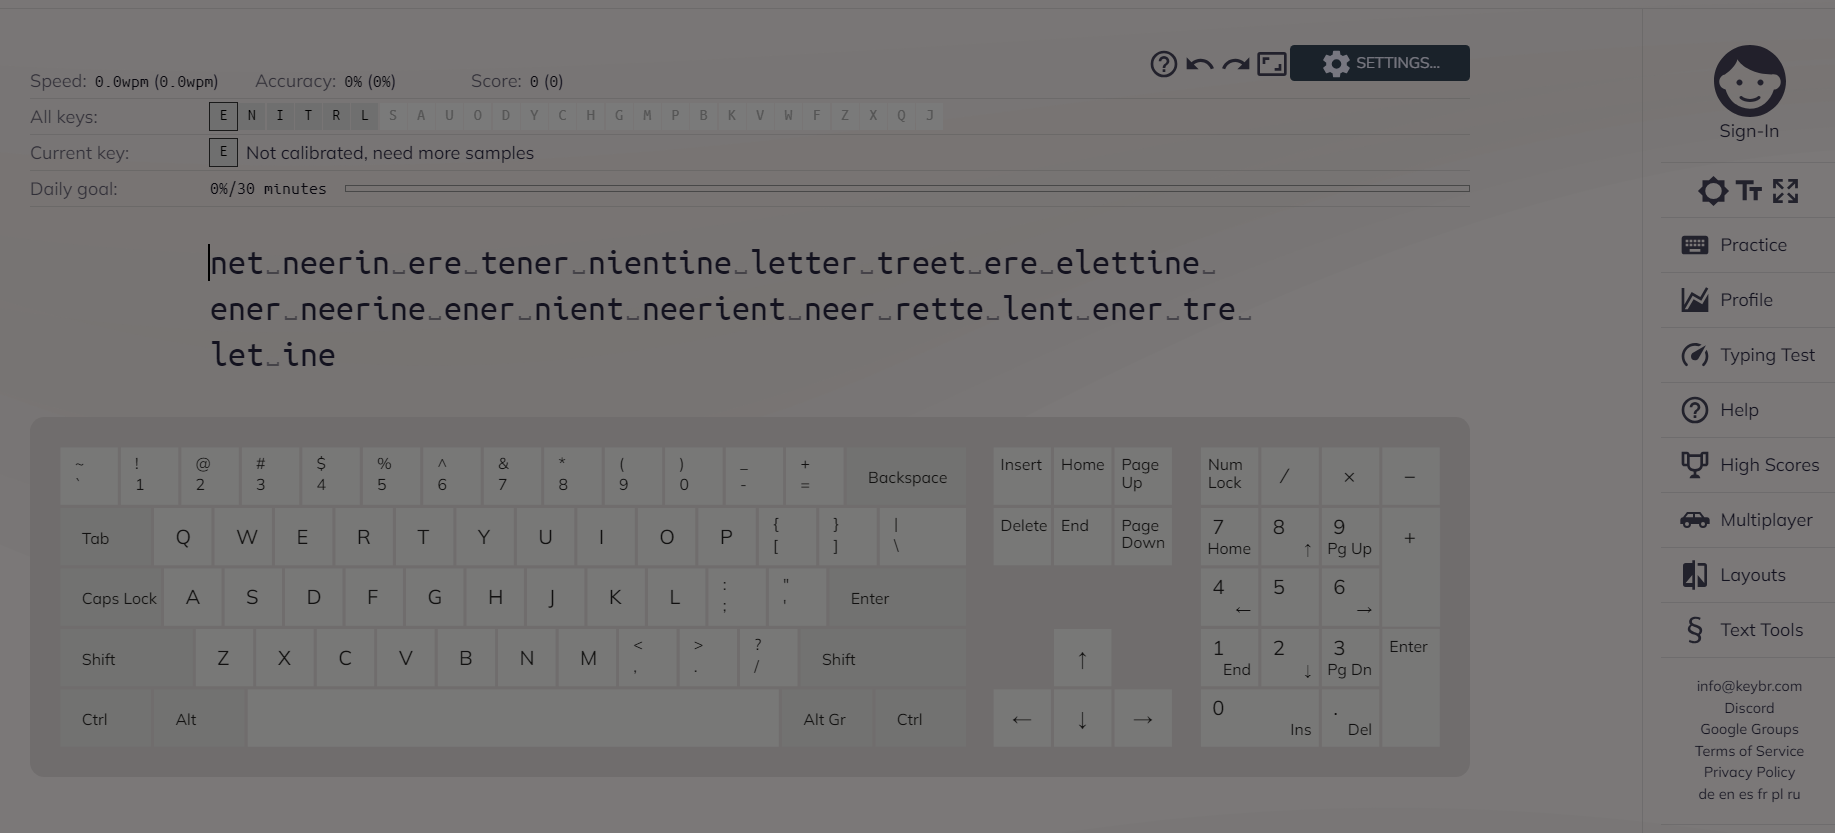 Speed: 0.0wpm (0.0wpm) Accuracy: 0% (0%) Score: 0 (0)
SETTINGS...
All keys: E N I T R L S A U O D Y C H G M P B K V W F Z X Q J
Current key: E Not calibrated, need more samples
Daily goal: 0%/30 minutes
net␣neerin␣ere␣tener␣nientine␣letter␣treet␣ere␣elettine␣
ener␣neerine␣ener␣nient␣neerient␣neer␣rette␣lent␣ener␣tre␣
let␣ine
~ ! @ # $ % ^ & * ( ) _ +
` 1 2 3 4 5 6 7 8 9 0 - = Backspace
Tab Q W E R T Y U I O P { [ } ] | \
Caps Lock A S D F G H J K L : ; " ' Enter
Shift Z X C V B N M < , > . ? / Shift
Ctrl Alt Alt Gr Ctrl
Insert Home Page Up
Delete End Page Down
↑
← ↓ →
Num Lock / × −
7 Home 8 ↑ 9 Pg Up +
4 ← 5 6 →
1 End 2 ↓ 3 Pg Dn Enter
0 Ins . Del
Sign-In
Tт
Practice
Profile
Typing Test
Help
High Scores
Multiplayer
Layouts
§ Text Tools
info@keybr.com
Discord
Google Groups
Terms of Service
Privacy Policy
de en es fr pl ru